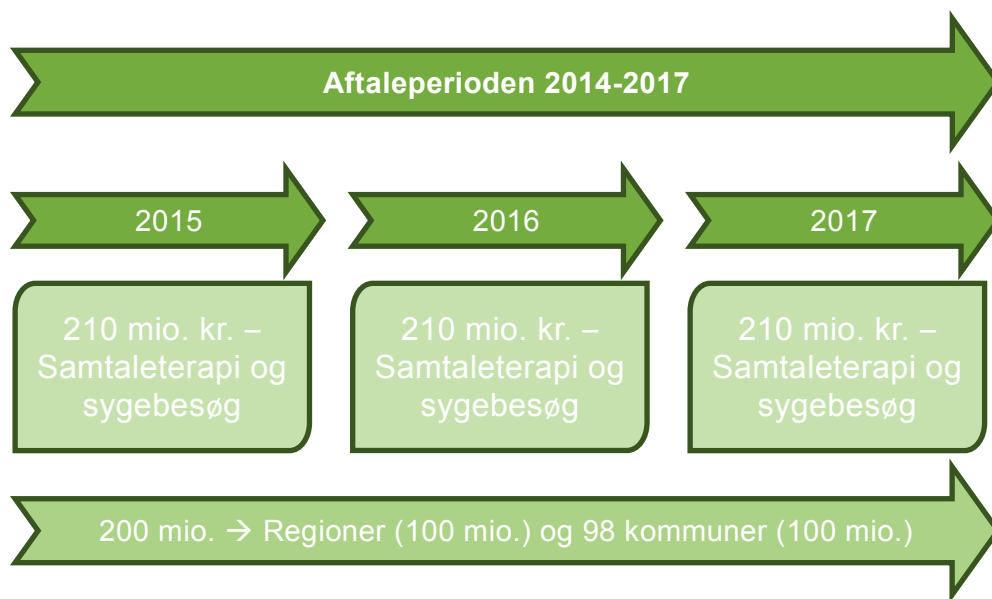 Aftaleperioden 2014-2017
2015
2016
2017
210 mio. kr. –
Samtaleterapi og
sygebesøg
210 mio. kr. –
Samtaleterapi og
sygebesøg
210 mio. kr. –
Samtaleterapi og
sygebesøg
200 mio. → Regioner (100 mio.) og 98 kommuner (100 mio.)